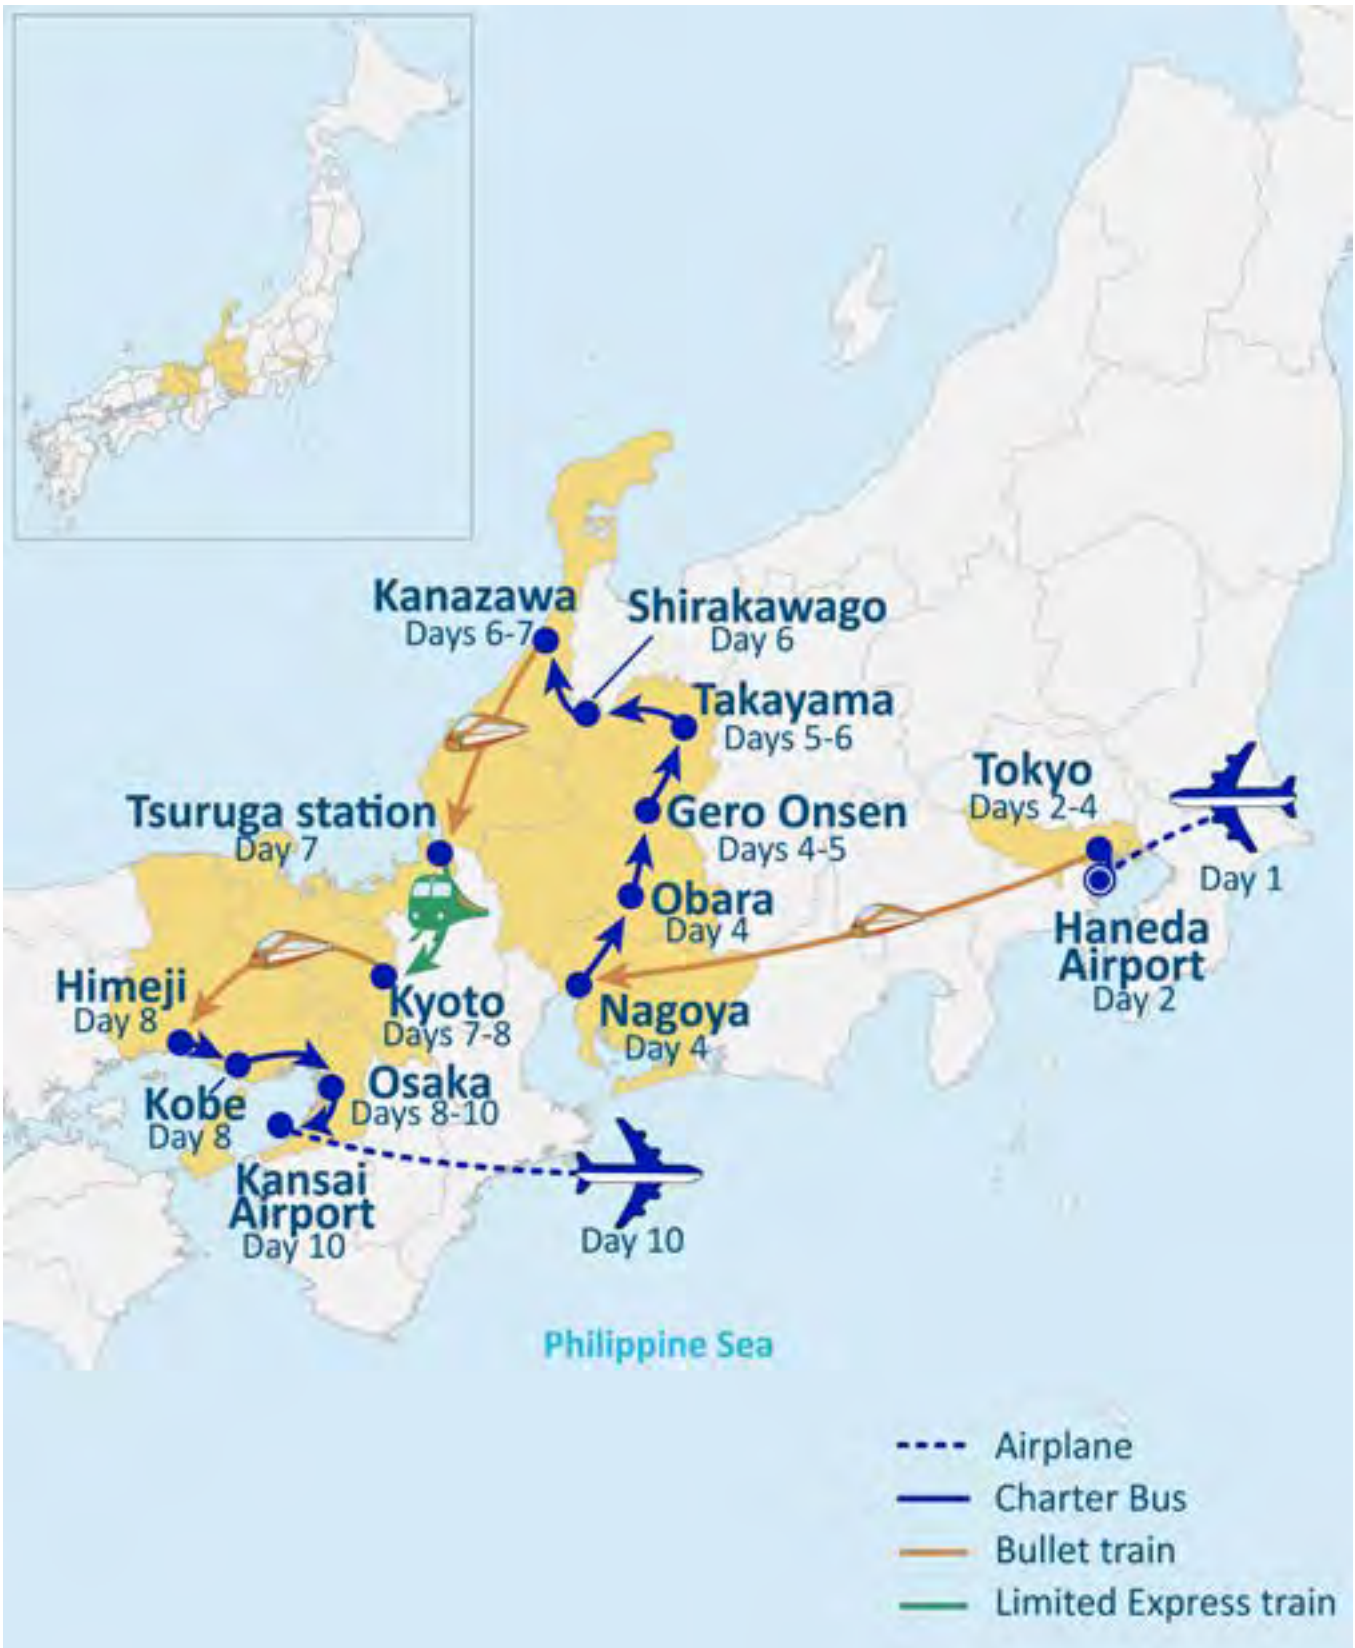 Kanazawa
Days 6-7
Shirakawago
Day 6
Takayama
Days 5-6
Tokyo
Days 2-4
Tsuruga station
Day 7
Gero Onsen
Days 4-5
Day 1
Obara
Day 4
Haneda
Airport
Day 2
Himeji
Day 8
Kyoto
Days 7-8
Nagoya
Day 4
Osaka
Days 8-10
Kobe
Day 8
Kansai
Airport
Day 10
Day 10
Philippine Sea
Airplane
Charter Bus
Bullet train
Limited Express train